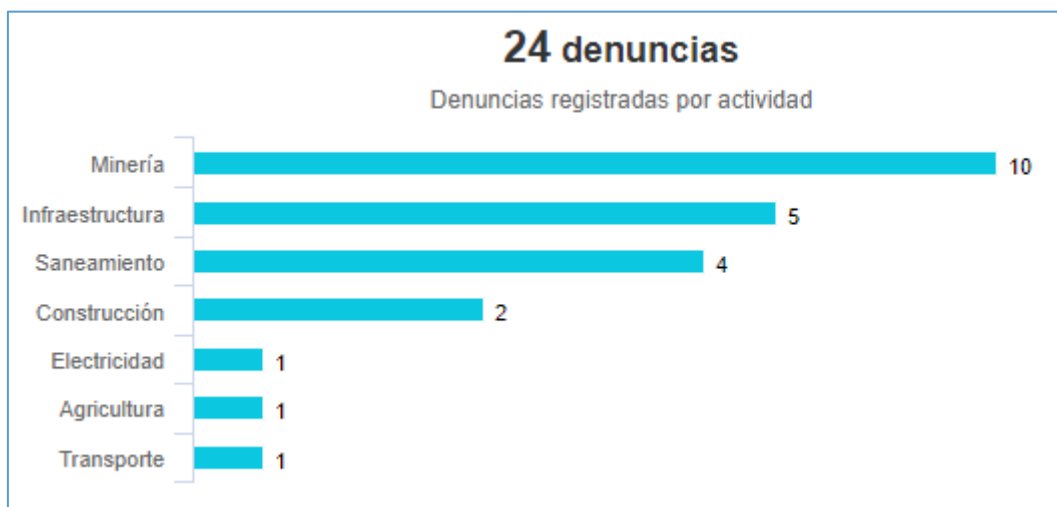 24 denuncias
Denuncias registradas por actividad
Minería 10
Infraestructura 5
Saneamiento 4
Construcción 2
Electricidad 1
Agricultura 1
Transporte 1